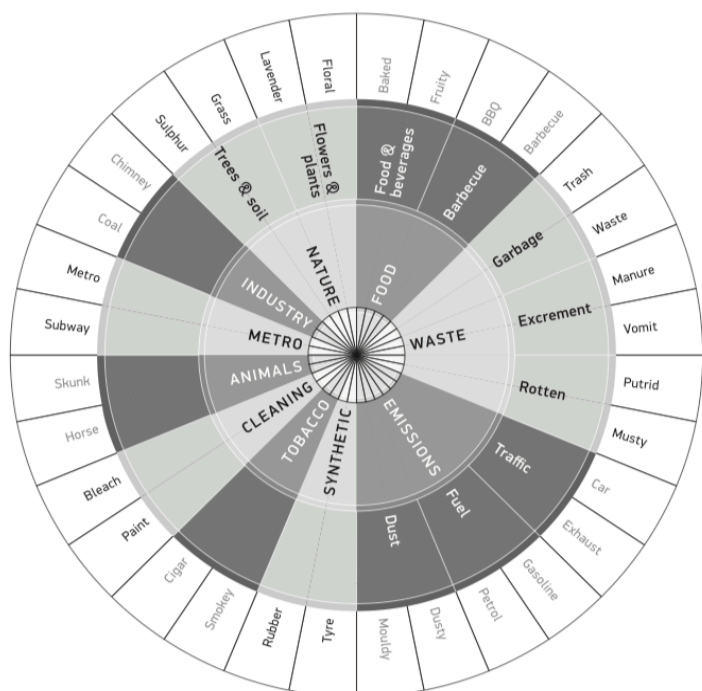 Baked
Fruity
BBQ
Barbecue
Trash
Waste
Manure
Vomit
Putrid
Musty
Car
Exhaust
Gasoline
Petrol
Dusty
Mouldy
Tyre
Rubber
Smokey
Cigar
Paint
Bleach
Horse
Skunk
Subway
Metro
Coal
Chimney
Sulphur
Grass
Lavender
Floral
Food &
beverages
Barbecue
Garbage
Excrement
Rotten
Traffic
Fuel
Dust
Trees & soil
Flowers &
plants
FOOD
WASTE
EMISSIONS
SYNTHETIC
TOBACCO
CLEANING
ANIMALS
METRO
INDUSTRY
NATURE